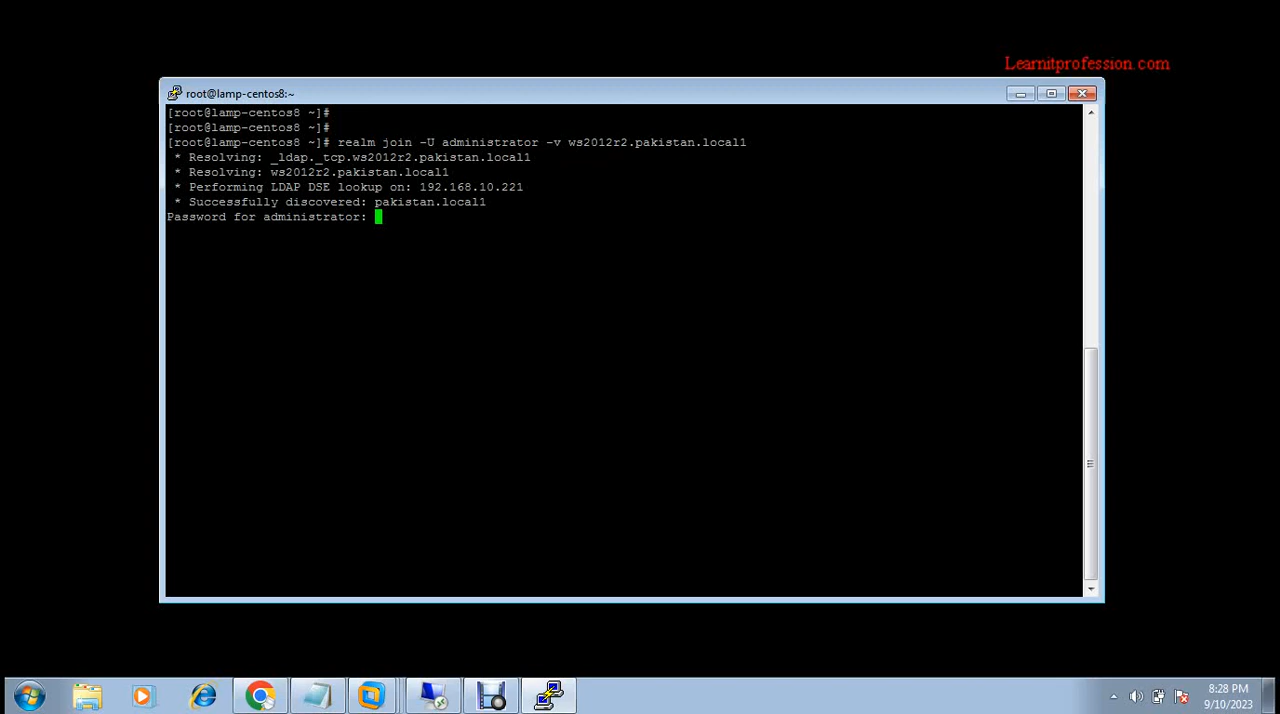 Learnitprofession.com
root@lamp-centos8:~
[root@lamp-centos8 ~]#
[root@lamp-centos8 ~]#
[root@lamp-centos8 ~]# realm join -U administrator -v ws2012r2.pakistan.local1
* Resolving: _ldap._tcp.ws2012r2.pakistan.local1
* Resolving: ws2012r2.pakistan.local1
* Performing LDAP DSE lookup on: 192.168.10.221
* Successfully discovered: pakistan.local1
Password for administrator:
8:28 PM
9/10/2023